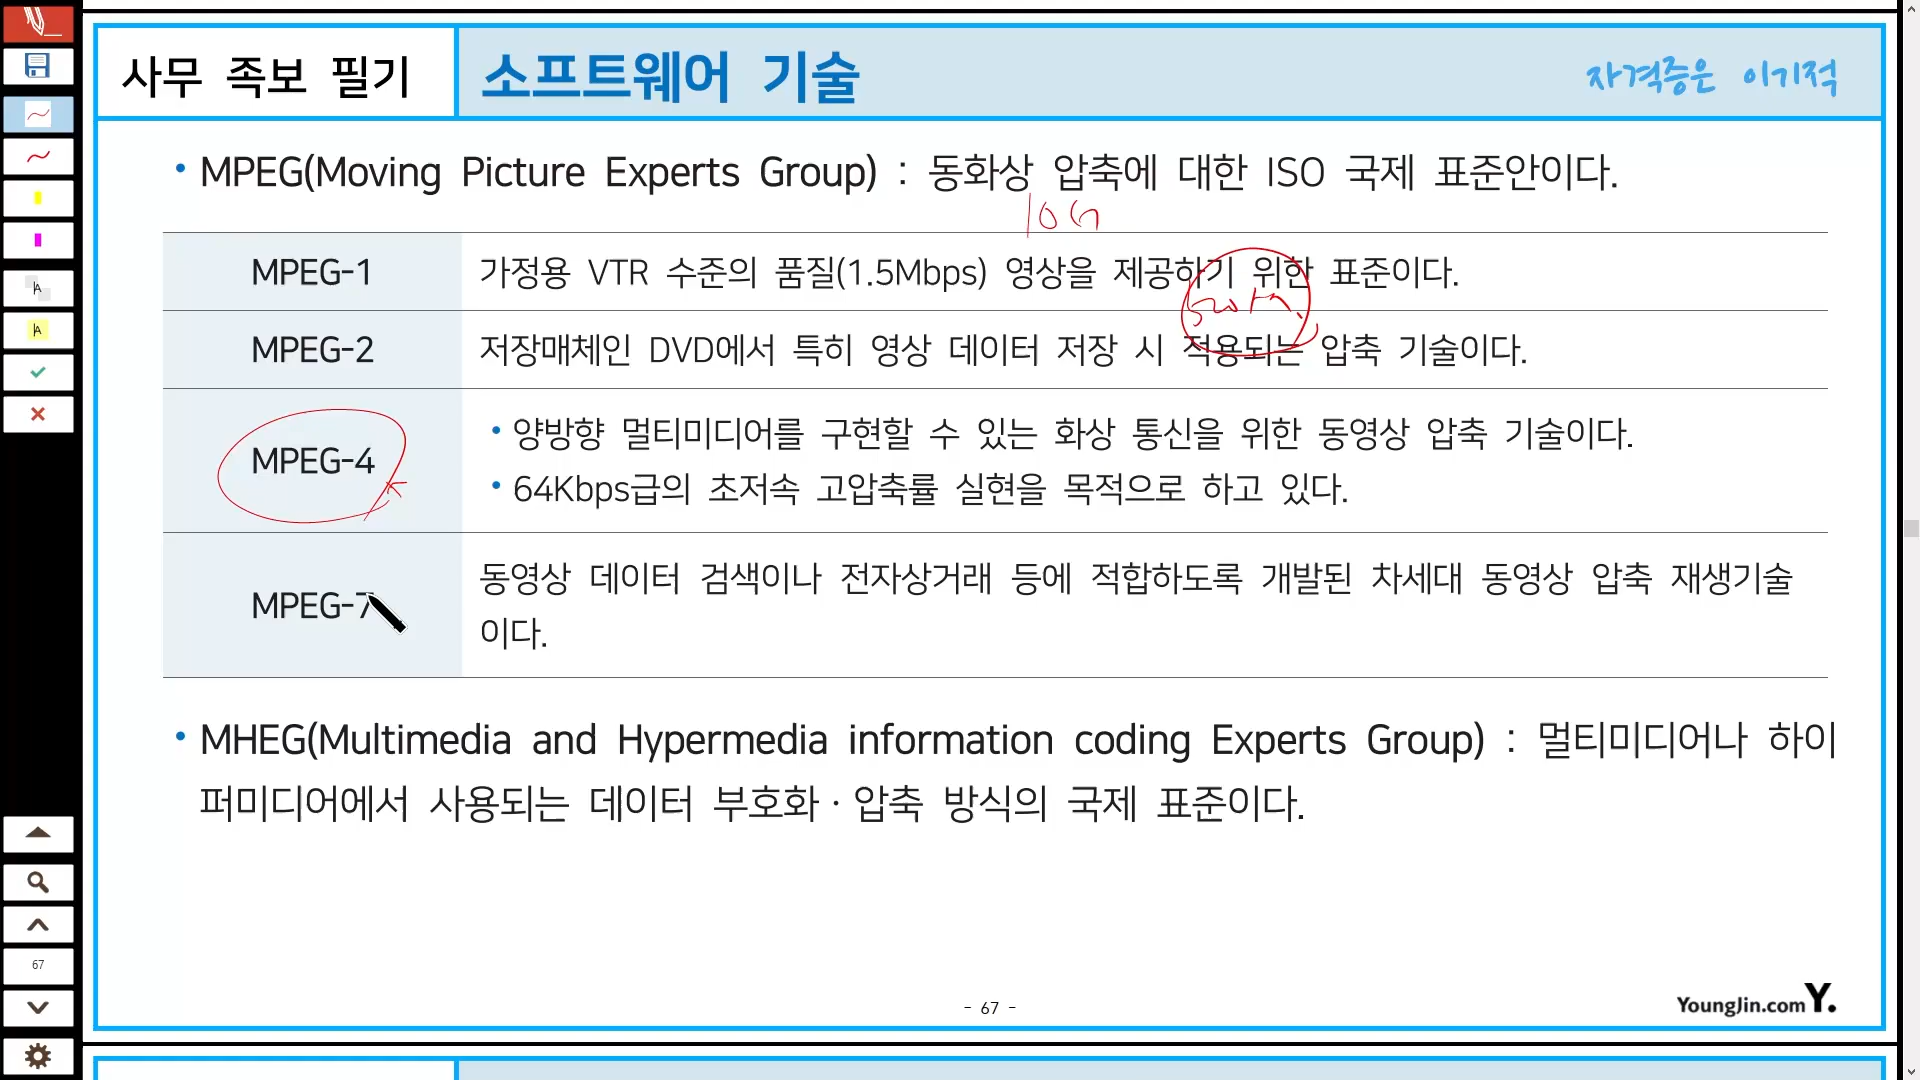 사무 족보 필기
소프트웨어 기술
자격증은 이기적
• MPEG(Moving Picture Experts Group) : 동화상 압축에 대한 ISO 국제 표준안이다.
10G
MPEG-1
가정용 VTR 수준의 품질(1.5Mbps) 영상을 제공하기 위한 표준이다.
MPEG-2
저장매체인 DVD에서 특히 영상 데이터 저장 시 적용되는 압축 기술이다.
MPEG-4
• 양방향 멀티미디어를 구현할 수 있는 화상 통신을 위한 동영상 압축 기술이다.
• 64Kbps급의 초저속 고압축률 실현을 목적으로 하고 있다.
MPEG-7
동영상 데이터 검색이나 전자상거래 등에 적합하도록 개발된 차세대 동영상 압축 재생기술
이다.
• MHEG(Multimedia and Hypermedia information coding Experts Group) : 멀티미디어나 하이
퍼미디어에서 사용되는 데이터 부호화·압축 방식의 국제 표준이다.
67
- 67 -
YoungJin.com Y.